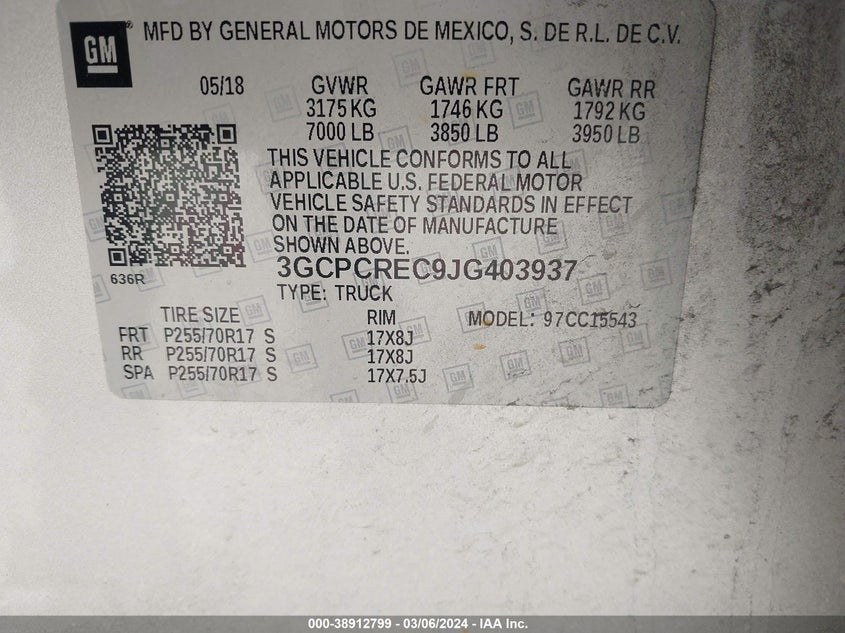 GM
MFD BY GENERAL MOTORS DE MEXICO, S. DE R.L. DE C.V.
05/18 GVWR GAWR FRT GAWR RR
3175 KG 1746 KG 1792 KG
7000 LB 3850 LB 3950 LB
THIS VEHICLE CONFORMS TO ALL
APPLICABLE U.S. FEDERAL MOTOR
VEHICLE SAFETY STANDARDS IN EFFECT
ON THE DATE OF MANUFACTURE
SHOWN ABOVE.
636R
3GCPCREC9JG403937
TYPE: TRUCK
TIRE SIZE RIM MODEL: 97CC15543
FRT P255/70R17 S 17X8J
RR P255/70R17 S 17X8J
SPA P255/70R17 S 17X7.5J
000-38912799 - 03/06/2024 - IAA Inc.